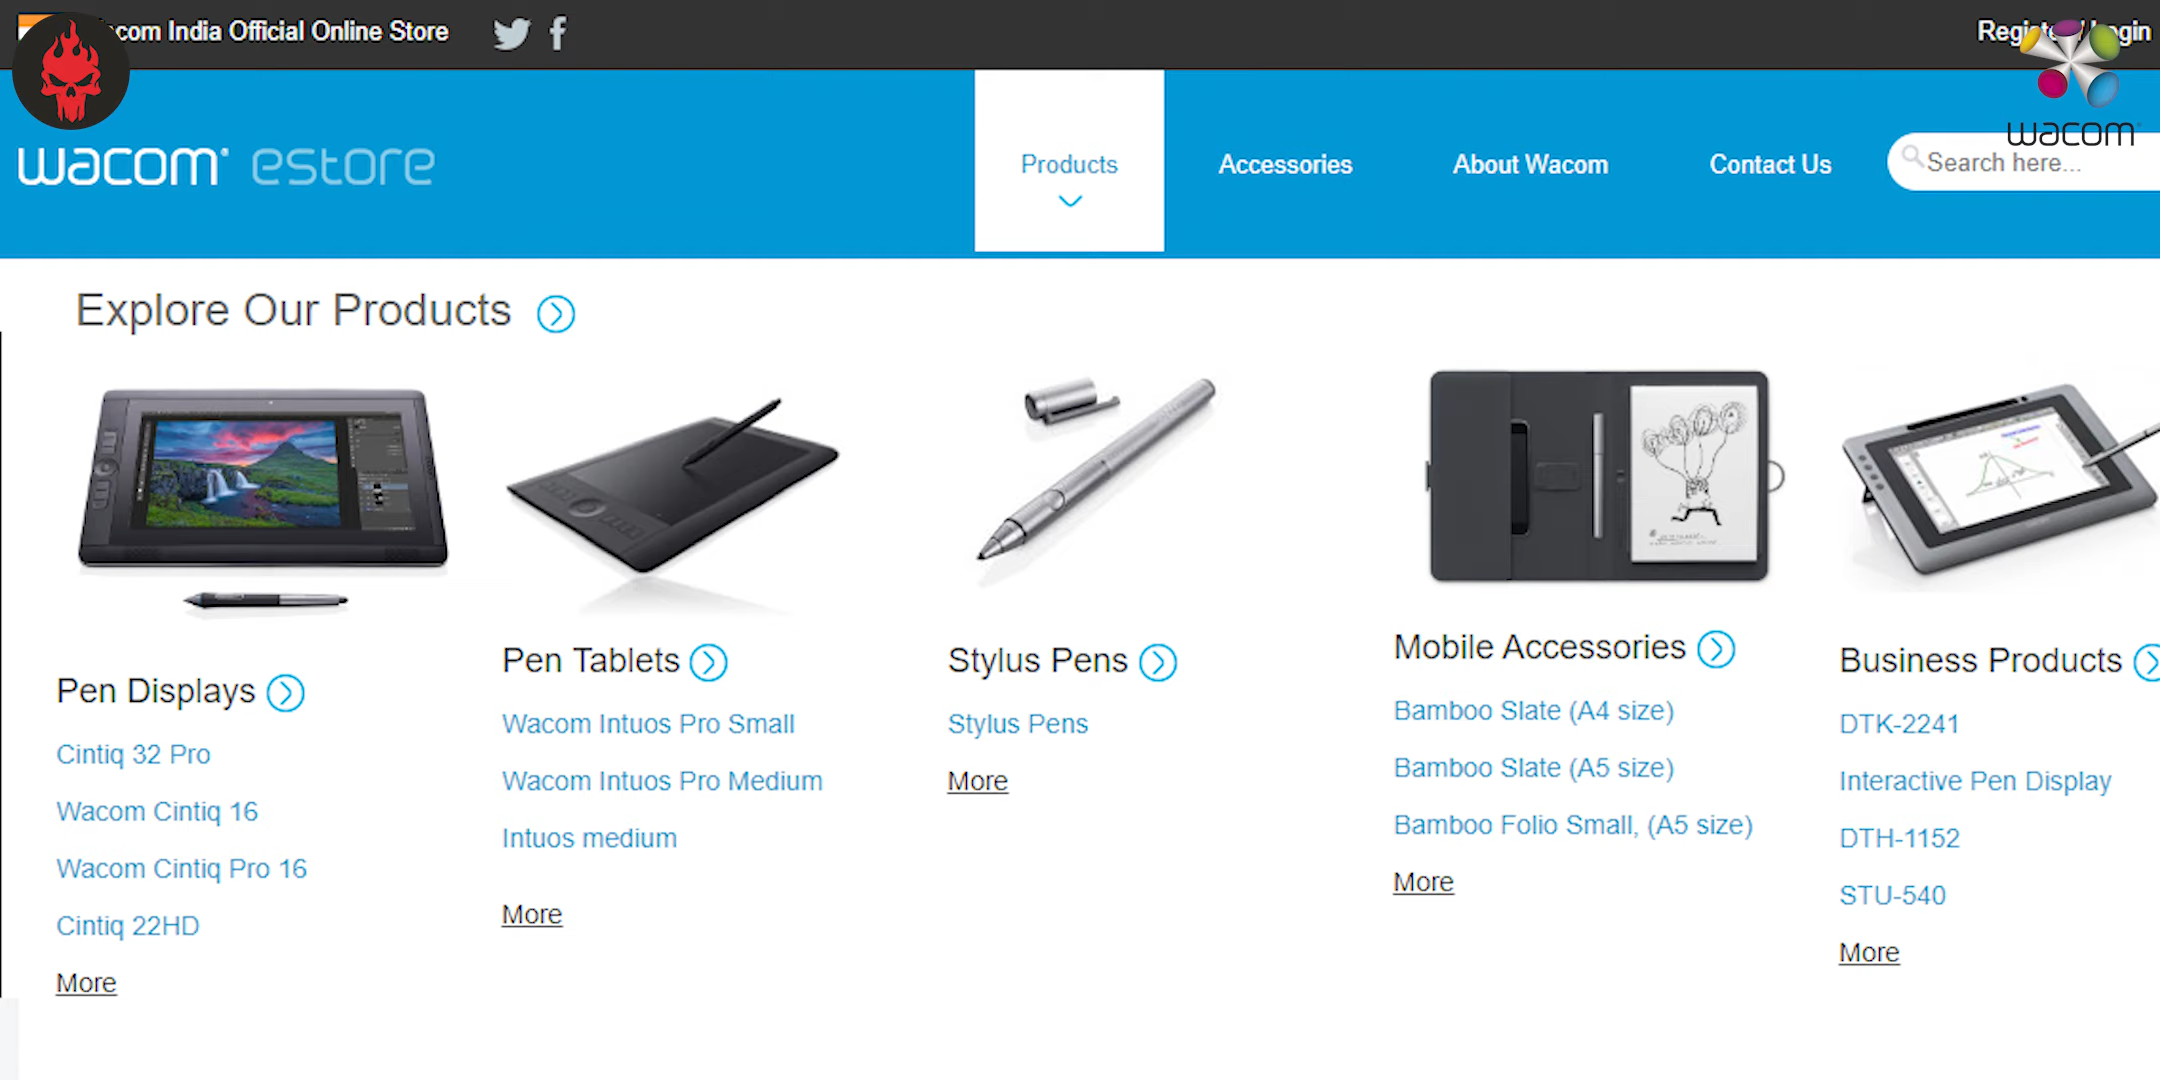 com India Official Online Store
Register / Login
wacom
wacom estore
Products
Accessories
About Wacom
Contact Us
Search here...
Explore Our Products
Pen Displays
Cintiq 32 Pro
Wacom Cintiq 16
Wacom Cintiq Pro 16
Cintiq 22HD
More
Pen Tablets
Wacom Intuos Pro Small
Wacom Intuos Pro Medium
Intuos medium
More
Stylus Pens
Stylus Pens
More
Mobile Accessories
Bamboo Slate (A4 size)
Bamboo Slate (A5 size)
Bamboo Folio Small, (A5 size)
More
Business Products
DTK-2241
Interactive Pen Display
DTH-1152
STU-540
More